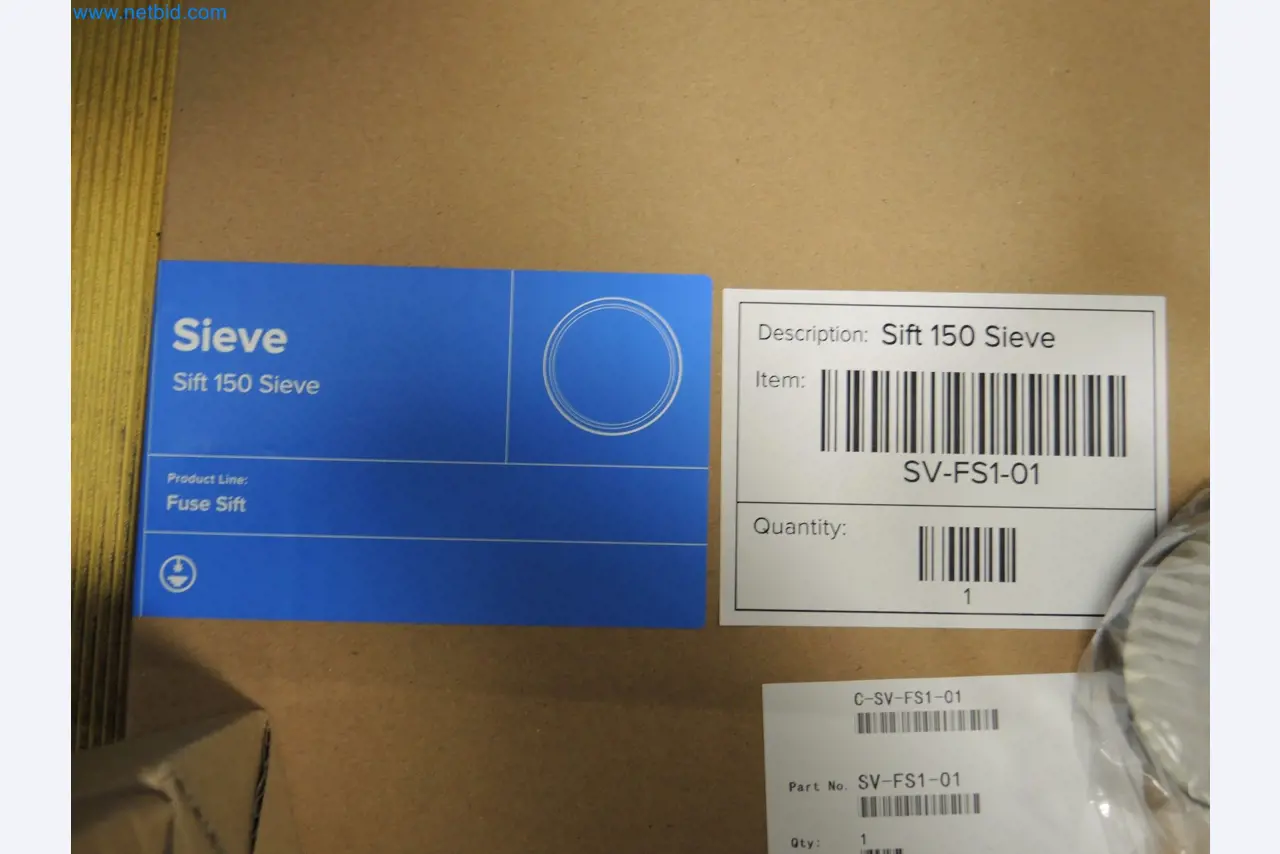 www.netbid.com
Sieve
Sift 150 Sieve
Product Line:
Fuse Sift
Description: Sift 150 Sieve
Item:
SV-FS1-01
Quantity:
1
C-SV-FS1-01
Part No. SV-FS1-01
Qty: 1